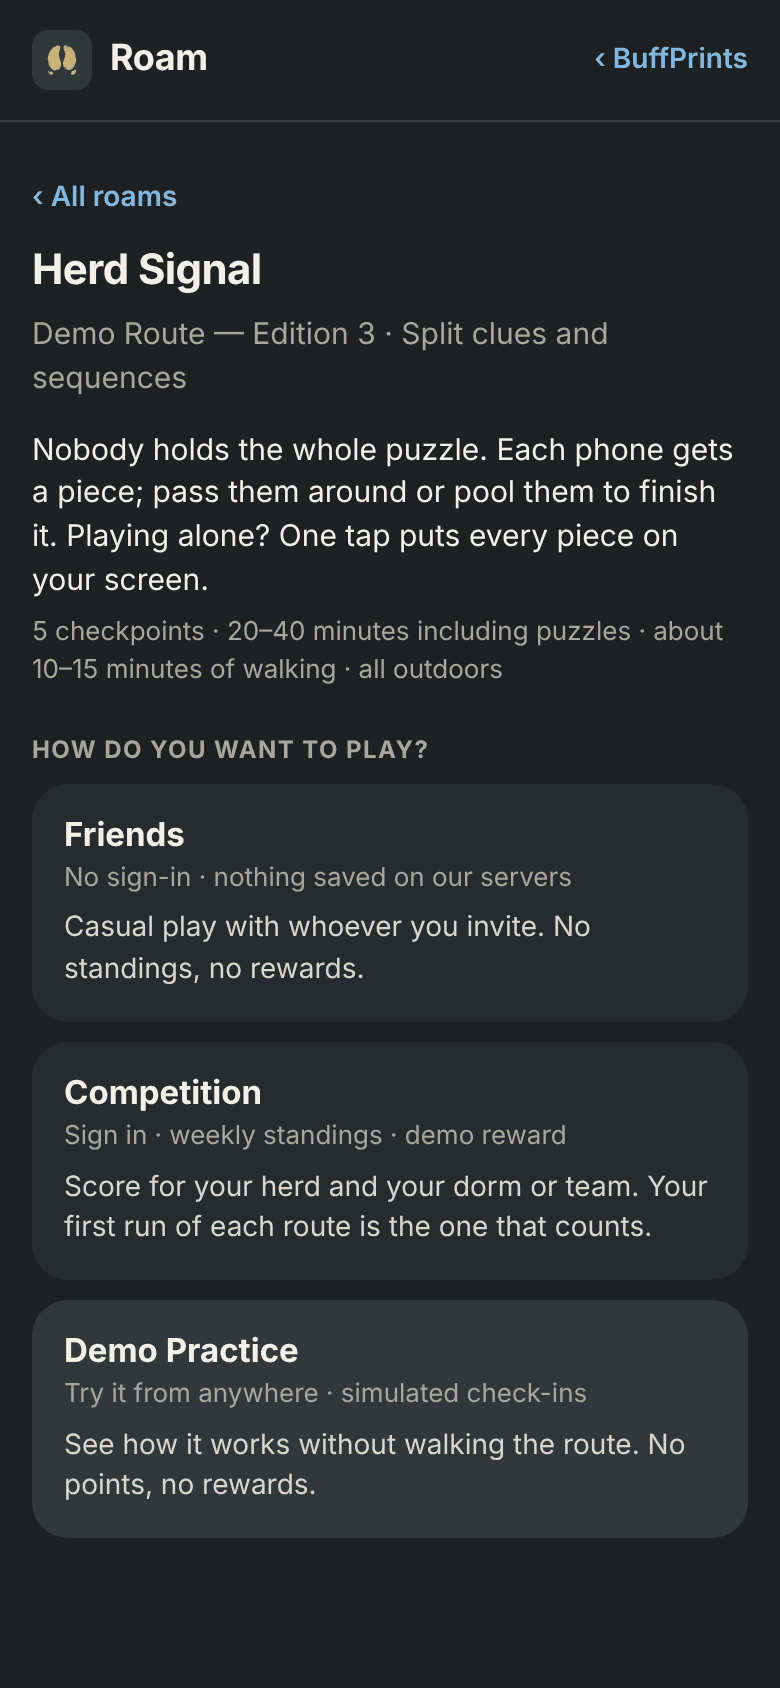 Roam
‹ BuffPrints
‹ All roams
Herd Signal
Demo Route — Edition 3 · Split clues and
sequences
Nobody holds the whole puzzle. Each phone gets
a piece; pass them around or pool them to finish
it. Playing alone? One tap puts every piece on
your screen.
5 checkpoints · 20–40 minutes including puzzles · about
10–15 minutes of walking · all outdoors
HOW DO YOU WANT TO PLAY?
Friends
No sign-in · nothing saved on our servers
Casual play with whoever you invite. No
standings, no rewards.
Competition
Sign in · weekly standings · demo reward
Score for your herd and your dorm or team. Your
first run of each route is the one that counts.
Demo Practice
Try it from anywhere · simulated check-ins
See how it works without walking the route. No
points, no rewards.